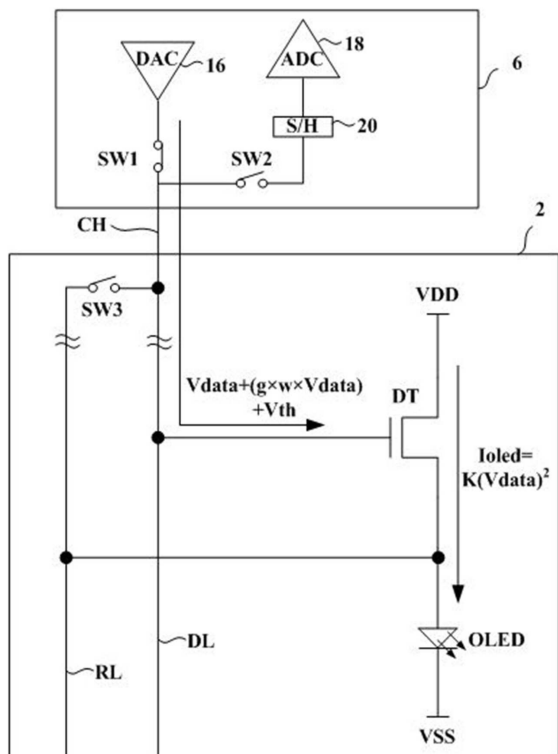 DAC
16
ADC
18
6
S/H
20
SW1
SW2
CH
2
SW3
VDD
Vdata+(g×w×Vdata)
+Vth
DT
Ioled=
K(Vdata)²
DL
OLED
RL
VSS